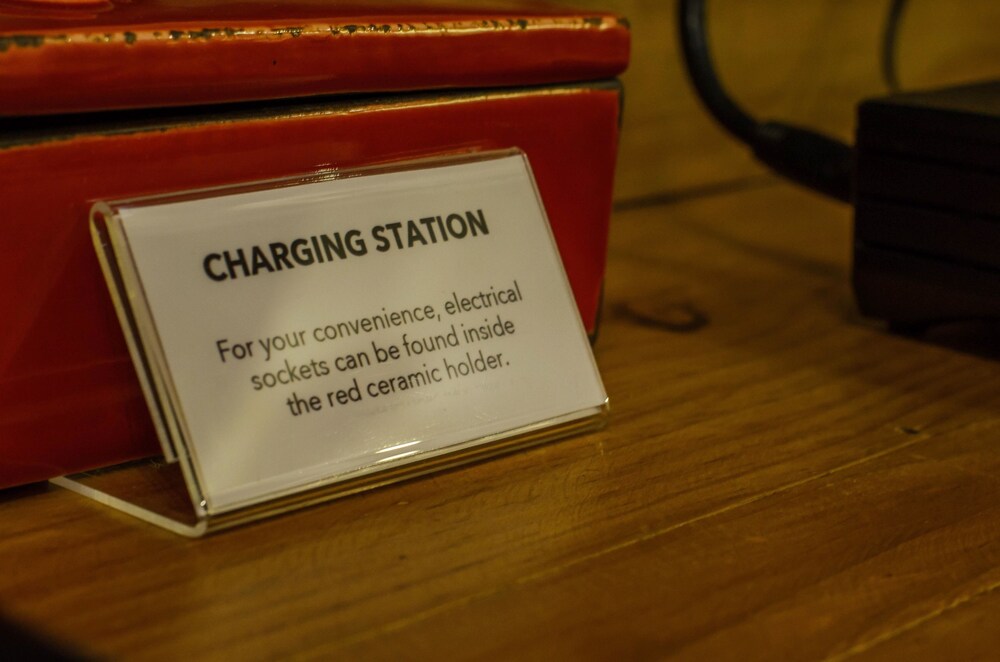 CHARGING STATION
For your convenience, electrical
sockets can be found inside
the red ceramic holder.